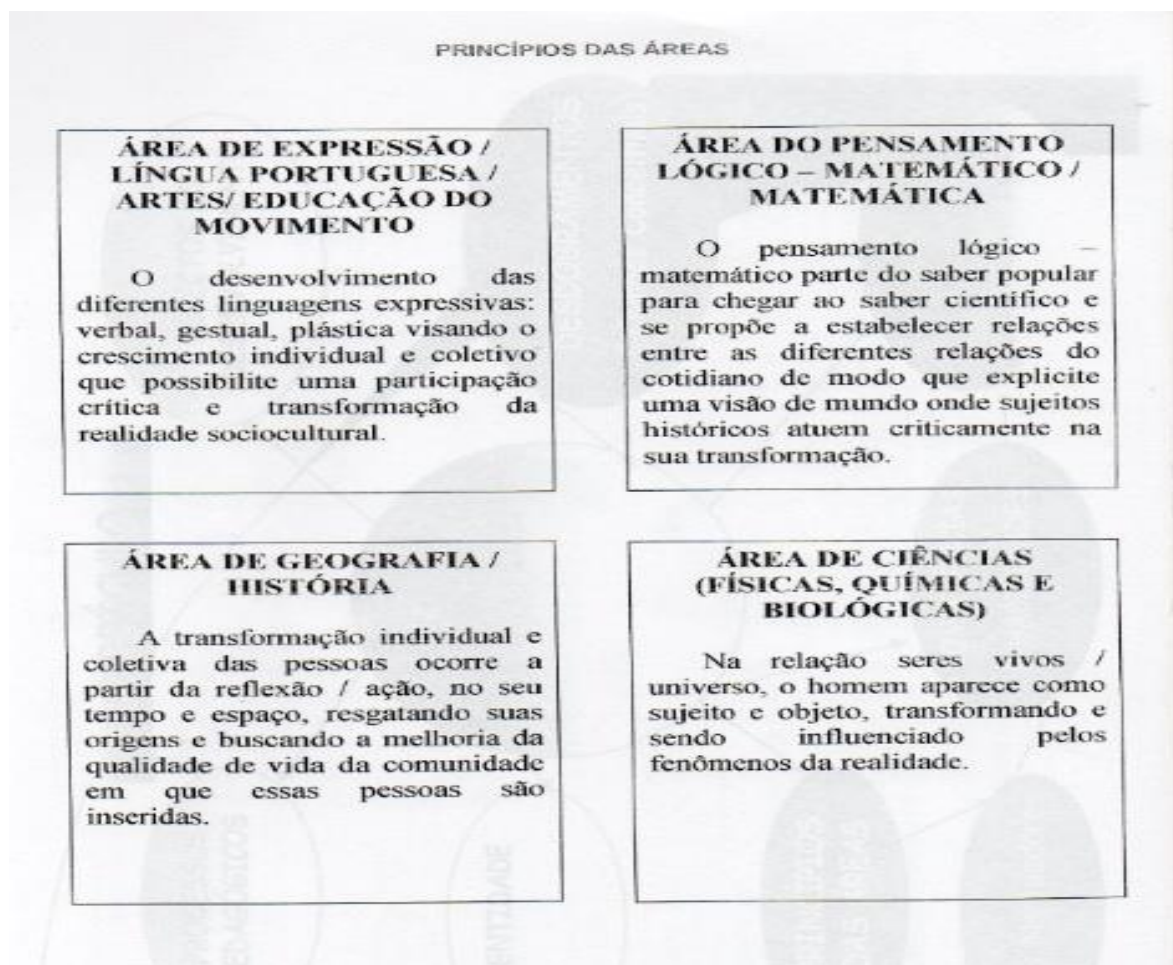 PRINCÍPIOS DAS ÁREAS
ÁREA DE EXPRESSÃO /
LÍNGUA PORTUGUESA /
ARTES/ EDUCAÇÃO DO
MOVIMENTO
O desenvolvimento das
diferentes linguagens expressivas:
verbal, gestual, plástica visando o
crescimento individual e coletivo
que possibilite uma participação
crítica e transformação da
realidade sociocultural.
ÁREA DO PENSAMENTO
LÓGICO – MATEMÁTICO /
MATEMÁTICA
O pensamento lógico –
matemático parte do saber popular
para chegar ao saber científico e
se propõe a estabelecer relações
entre as diferentes relações do
cotidiano de modo que explicite
uma visão de mundo onde sujeitos
históricos atuem criticamente na
sua transformação.
ÁREA DE GEOGRAFIA /
HISTÓRIA
A transformação individual e
coletiva das pessoas ocorre a
partir da reflexão / ação, no seu
tempo e espaço, resgatando suas
origens e buscando a melhoria da
qualidade de vida da comunidade
em que essas pessoas são
inseridas.
ÁREA DE CIÊNCIAS
(FÍSICAS, QUÍMICAS E
BIOLÓGICAS)
Na relação seres vivos /
universo, o homem aparece como
sujeito e objeto, transformando e
sendo influenciado pelos
fenômenos da realidade.